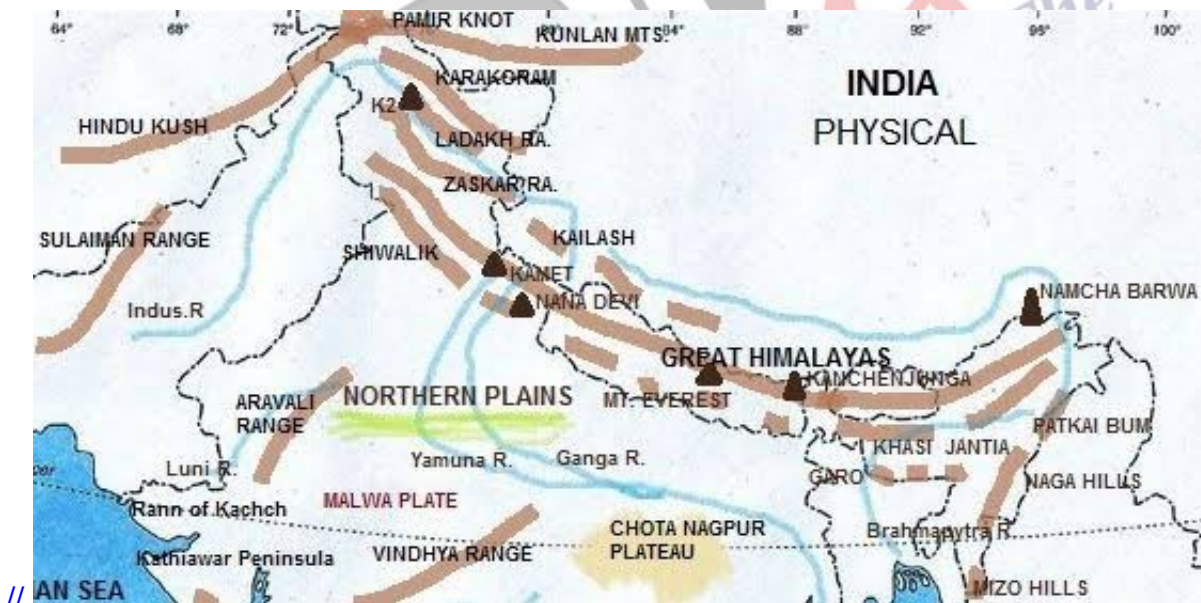 The
64° 68° 72° 84° 88° 92° 96° 100°
PAMIR KNOT
KUNLAN MTS.
KARAKORAM
INDIA
PHYSICAL
K2
HINDU KUSH
LADAKH RA.
ZASKAR RA.
SULAIMAN RANGE
SHIWALIK
KAILASH
KAMET
NANA DEVI
NAMCHA BARWA
Indus.R
GREAT HIMALAYAS
KANCHENJUNGA
NORTHERN PLAINS
MT. EVEREST
ARAVALI
RANGE
PATKAI BUM
KHASI JANTIA
Luni R.
Yamuna R.
Ganga R.
GARO
NAGA HILLS
MALWA PLATE
Rann of Kachch
CHOTA NAGPUR
PLATEAU
Brahmapytra R
Kathiawar Peninsula
VINDHYA RANGE
MIZO HILLS
// AN SEA